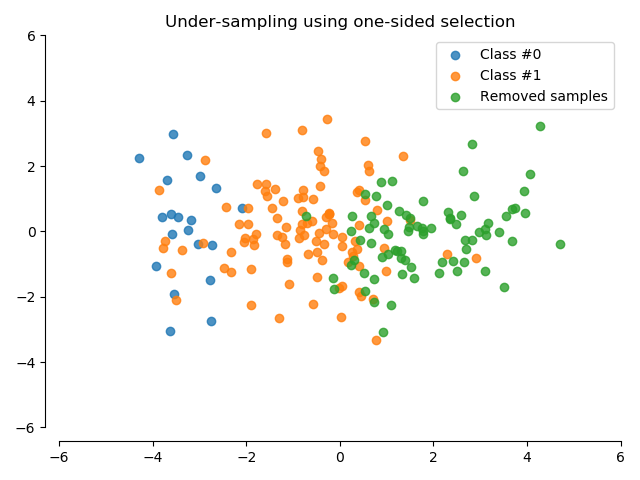 Under-sampling using one-sided selection
Class #0
Class #1
Removed samples
6
4
2
0
−2
−4
−6
−6 −4 −2 0 2 4 6